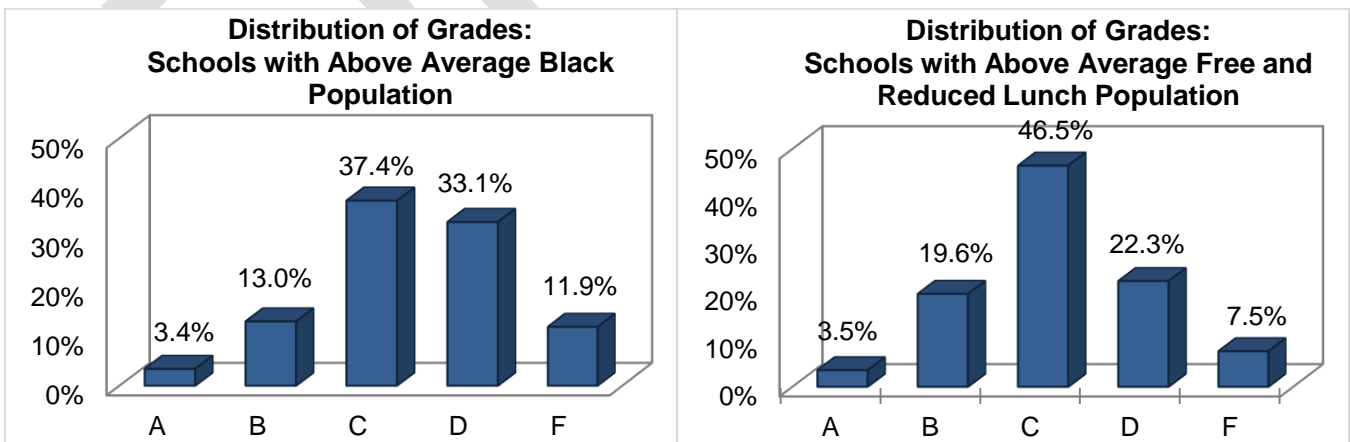 Distribution of Grades:
Schools with Above Average Black
Population
50%
40%
30%
20%
10%
0%
3.4%
13.0%
37.4%
33.1%
11.9%
A B C D F
Distribution of Grades:
Schools with Above Average Free and
Reduced Lunch Population
50%
40%
30%
20%
10%
0%
3.5%
19.6%
46.5%
22.3%
7.5%
A B C D F